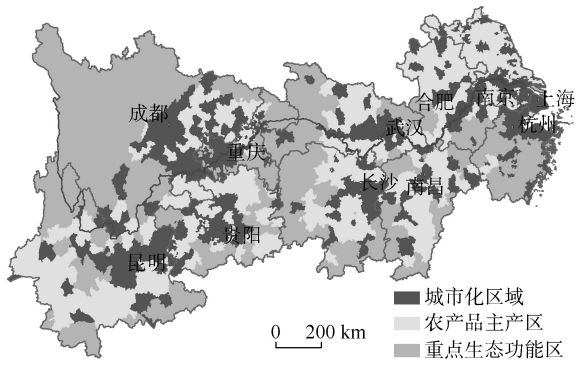 成都
重庆
贵阳
昆明
武汉
长沙
南昌
合肥
南京
上海
杭州
城市化区域
农产品主产区
重点生态功能区
0 200 km